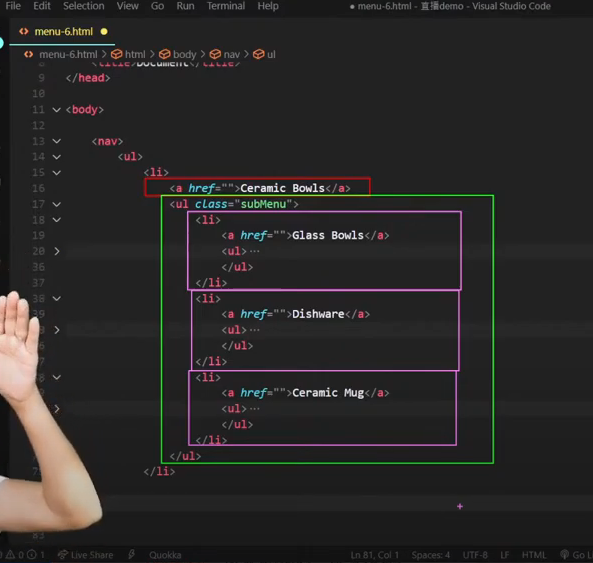 File Edit Selection View Go Run Terminal Help ● menu-6.html - 直播demo - Visual Studio Code
<> menu-6.html ●
<> menu-6.html > html > body > nav > ul
8 <title>Document</title>
9 </head>
10
11 <body>
12
13 <nav>
14 <ul>
15 <li>
16 <a href="">Ceramic Bowls</a>
17 <ul class="subMenu">
18 <li>
19 <a href="">Glass Bowls</a>
20 <ul>…
36 </ul>
37 </li>
38 <li>
<a href="">Dishware</a>
<ul>…
</ul>
</li>
<li>
<a href="">Ceramic Mug</a>
<ul>…
</ul>
</li>
</ul>
</li>
83
0 1 Live Share Quokka Ln 81, Col 1 Spaces: 4 UTF-8 LF HTML Go Li